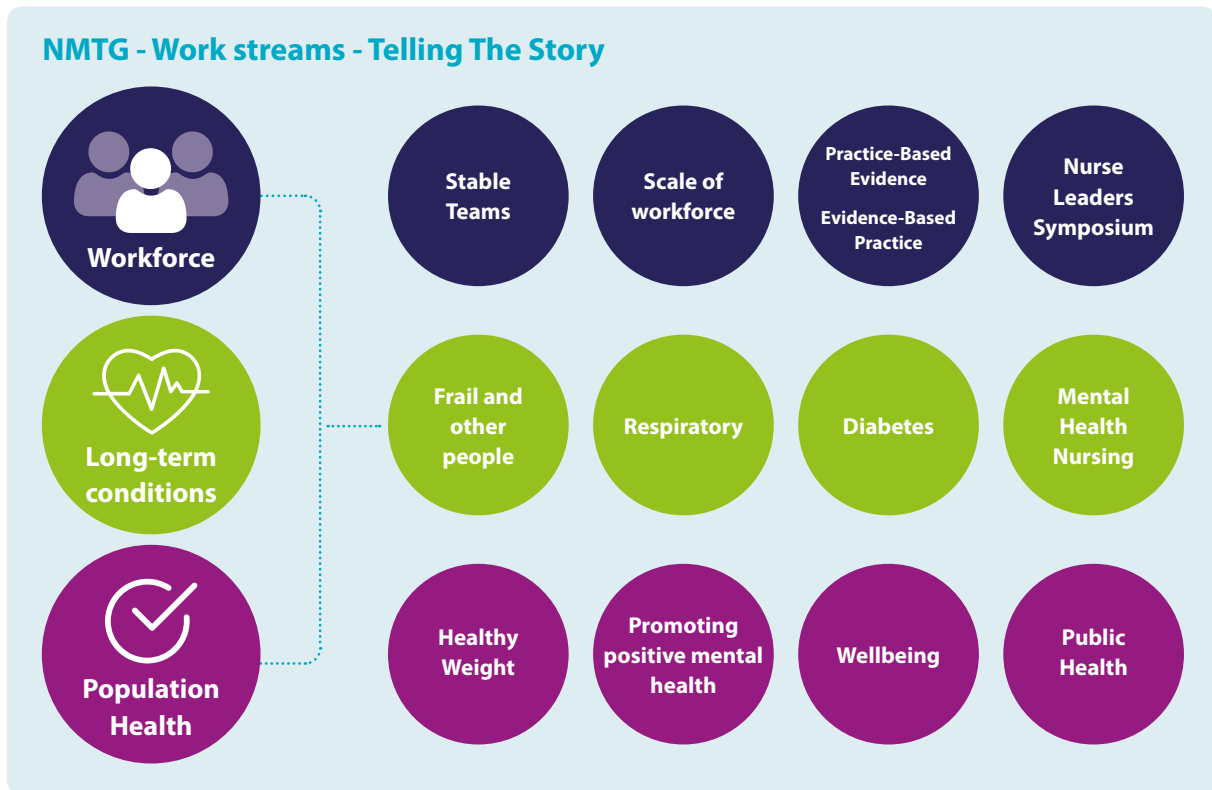 NMTG - Work streams - Telling The Story
Workforce
Stable
Teams
Scale of
workforce
Practice-Based
Evidence
Evidence-Based
Practice
Nurse
Leaders
Symposium
Long-term
conditions
Frail and
other
people
Respiratory
Diabetes
Mental
Health
Nursing
Population
Health
Healthy
Weight
Promoting
positive mental
health
Wellbeing
Public
Health